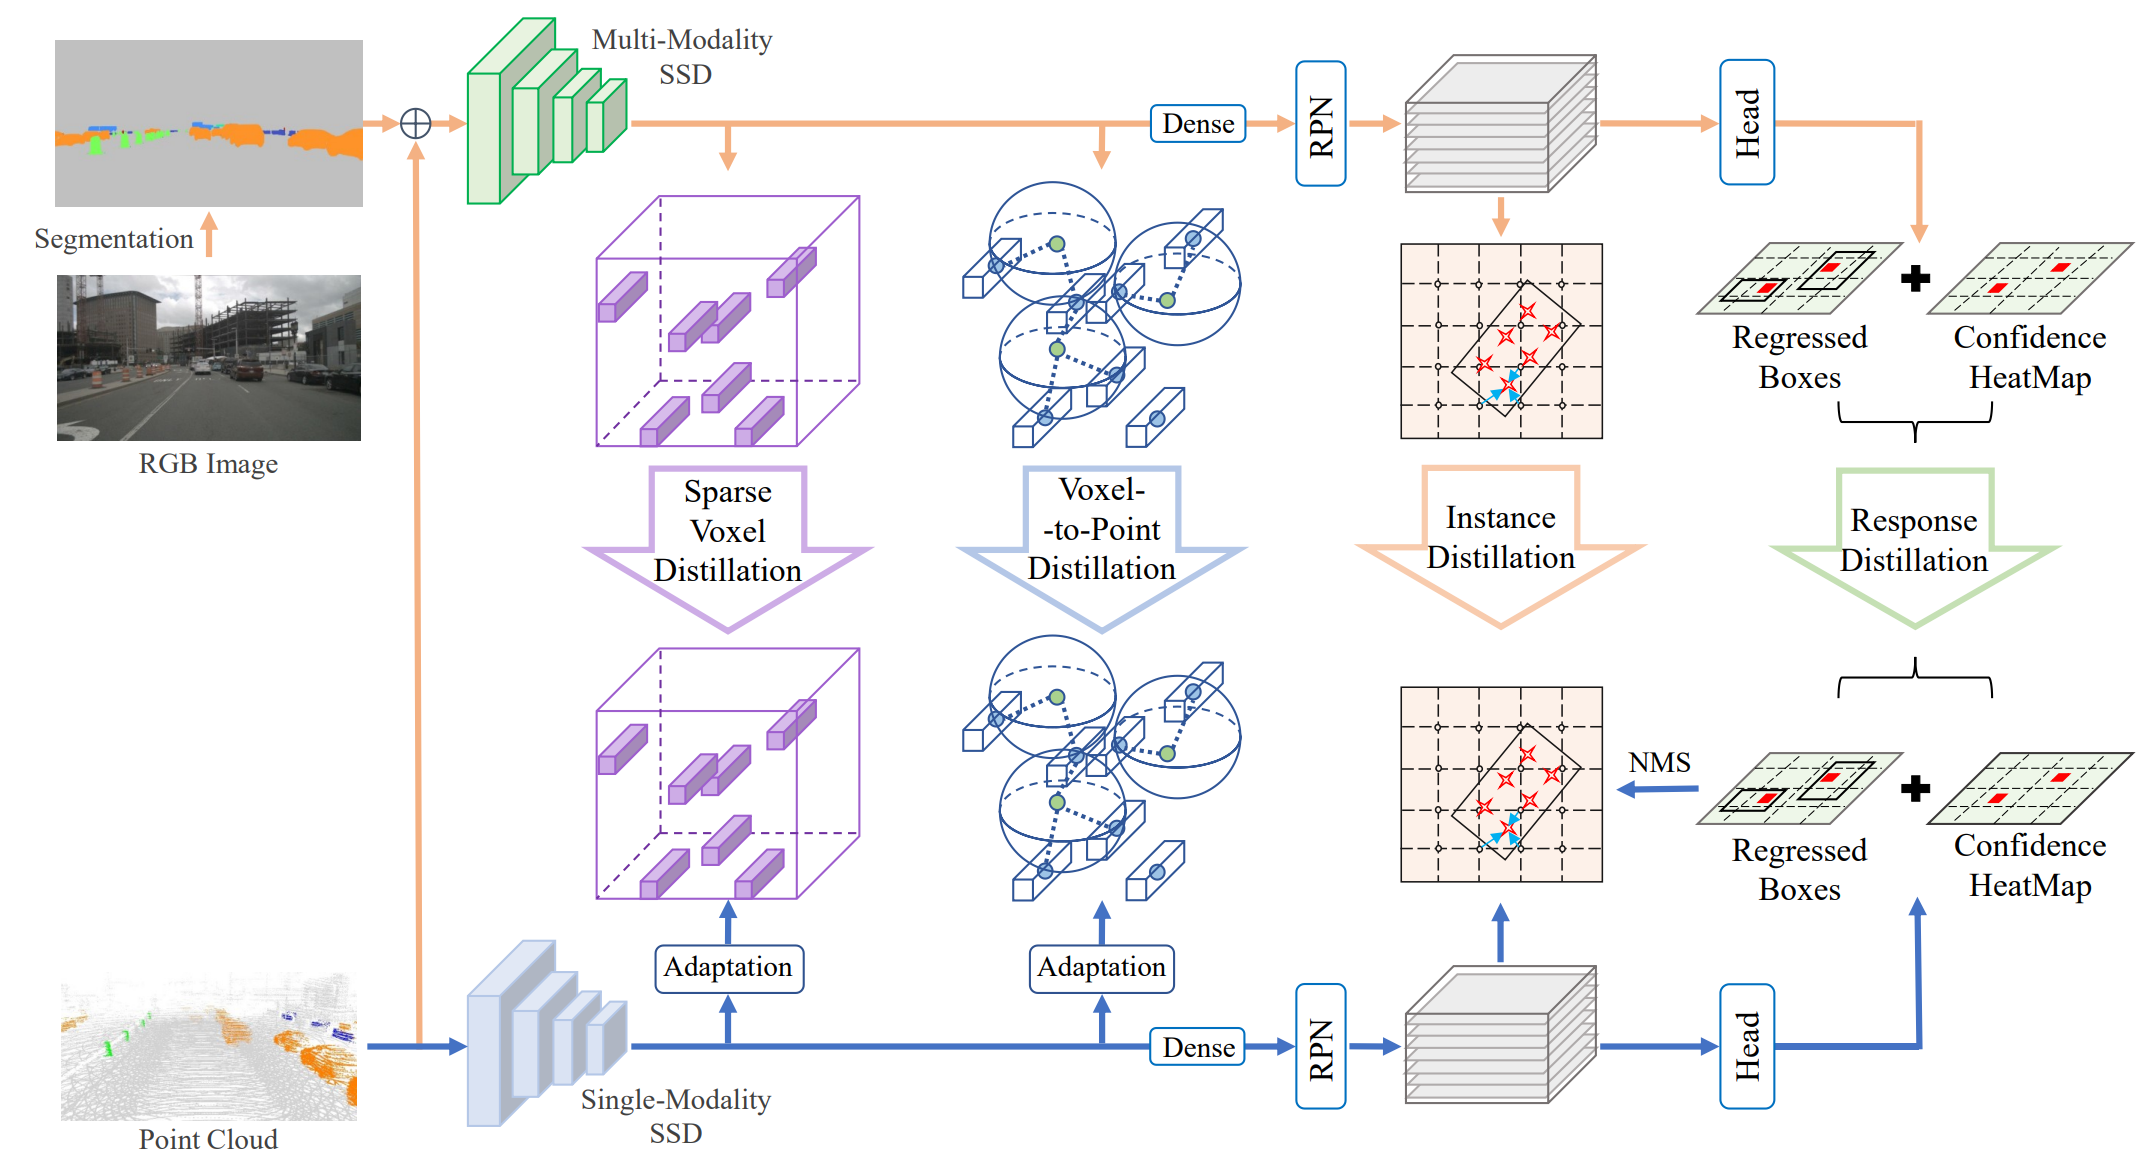 Multi-Modality
SSD
Dense
RPN
Head
Segmentation
RGB Image
Regressed
Boxes
Confidence
HeatMap
Sparse
Voxel
Distillation
Voxel-
-to-Point
Distillation
Instance
Distillation
Response
Distillation
NMS
Regressed
Boxes
Confidence
HeatMap
Adaptation
Adaptation
Dense
RPN
Head
Single-Modality
SSD
Point Cloud